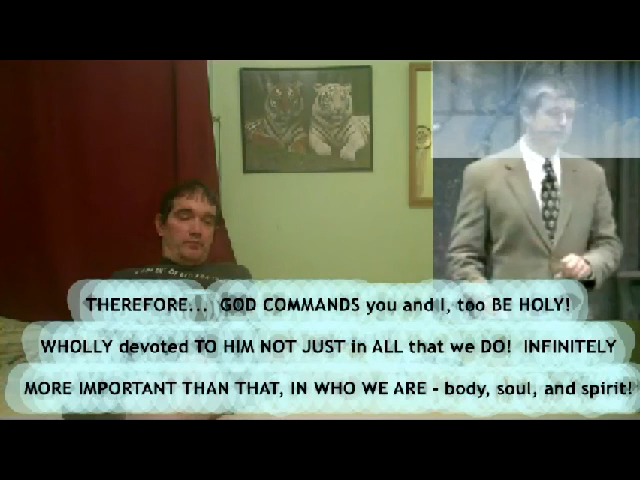 THEREFORE... GOD COMMANDS you and I, too BE HOLY!
WHOLLY devoted TO HIM NOT JUST in ALL that we DO! INFINITELY
MORE IMPORTANT THAN THAT, IN WHO WE ARE - body, soul, and spirit!